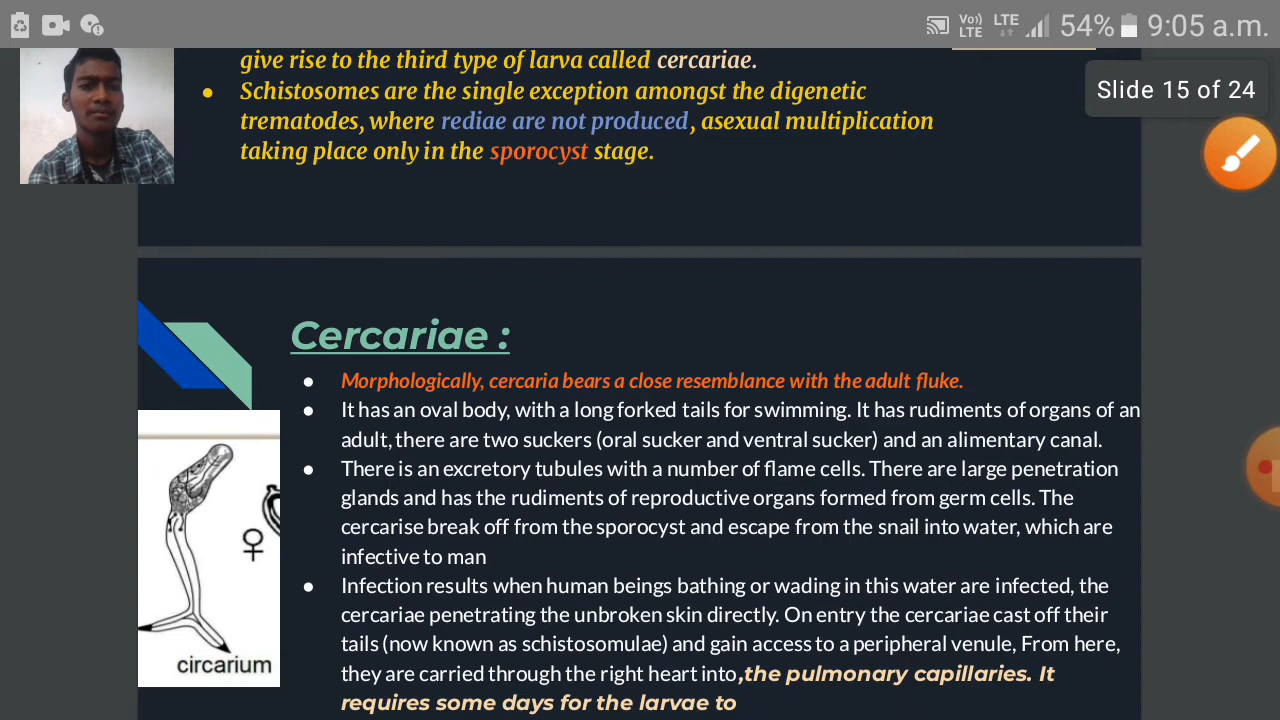 Vo)) LTE LTE 54% 9:05 a.m.
give rise to the third type of larva called cercariae.
Slide 15 of 24
● Schistosomes are the single exception amongst the digenetic
trematodes, where rediae are not produced, asexual multiplication
taking place only in the sporocyst stage.
Cercariae :
● Morphologically, cercaria bears a close resemblance with the adult fluke.
● It has an oval body, with a long forked tails for swimming. It has rudiments of organs of an
adult, there are two suckers (oral sucker and ventral sucker) and an alimentary canal.
● There is an excretory tubules with a number of flame cells. There are large penetration
glands and has the rudiments of reproductive organs formed from germ cells. The
cercarise break off from the sporocyst and escape from the snail into water, which are
infective to man
● Infection results when human beings bathing or wading in this water are infected, the
cercariae penetrating the unbroken skin directly. On entry the cercariae cast off their
tails (now known as schistosomulae) and gain access to a peripheral venule, From here,
they are carried through the right heart into,the pulmonary capillaries. It
requires some days for the larvae to
♀
circarium